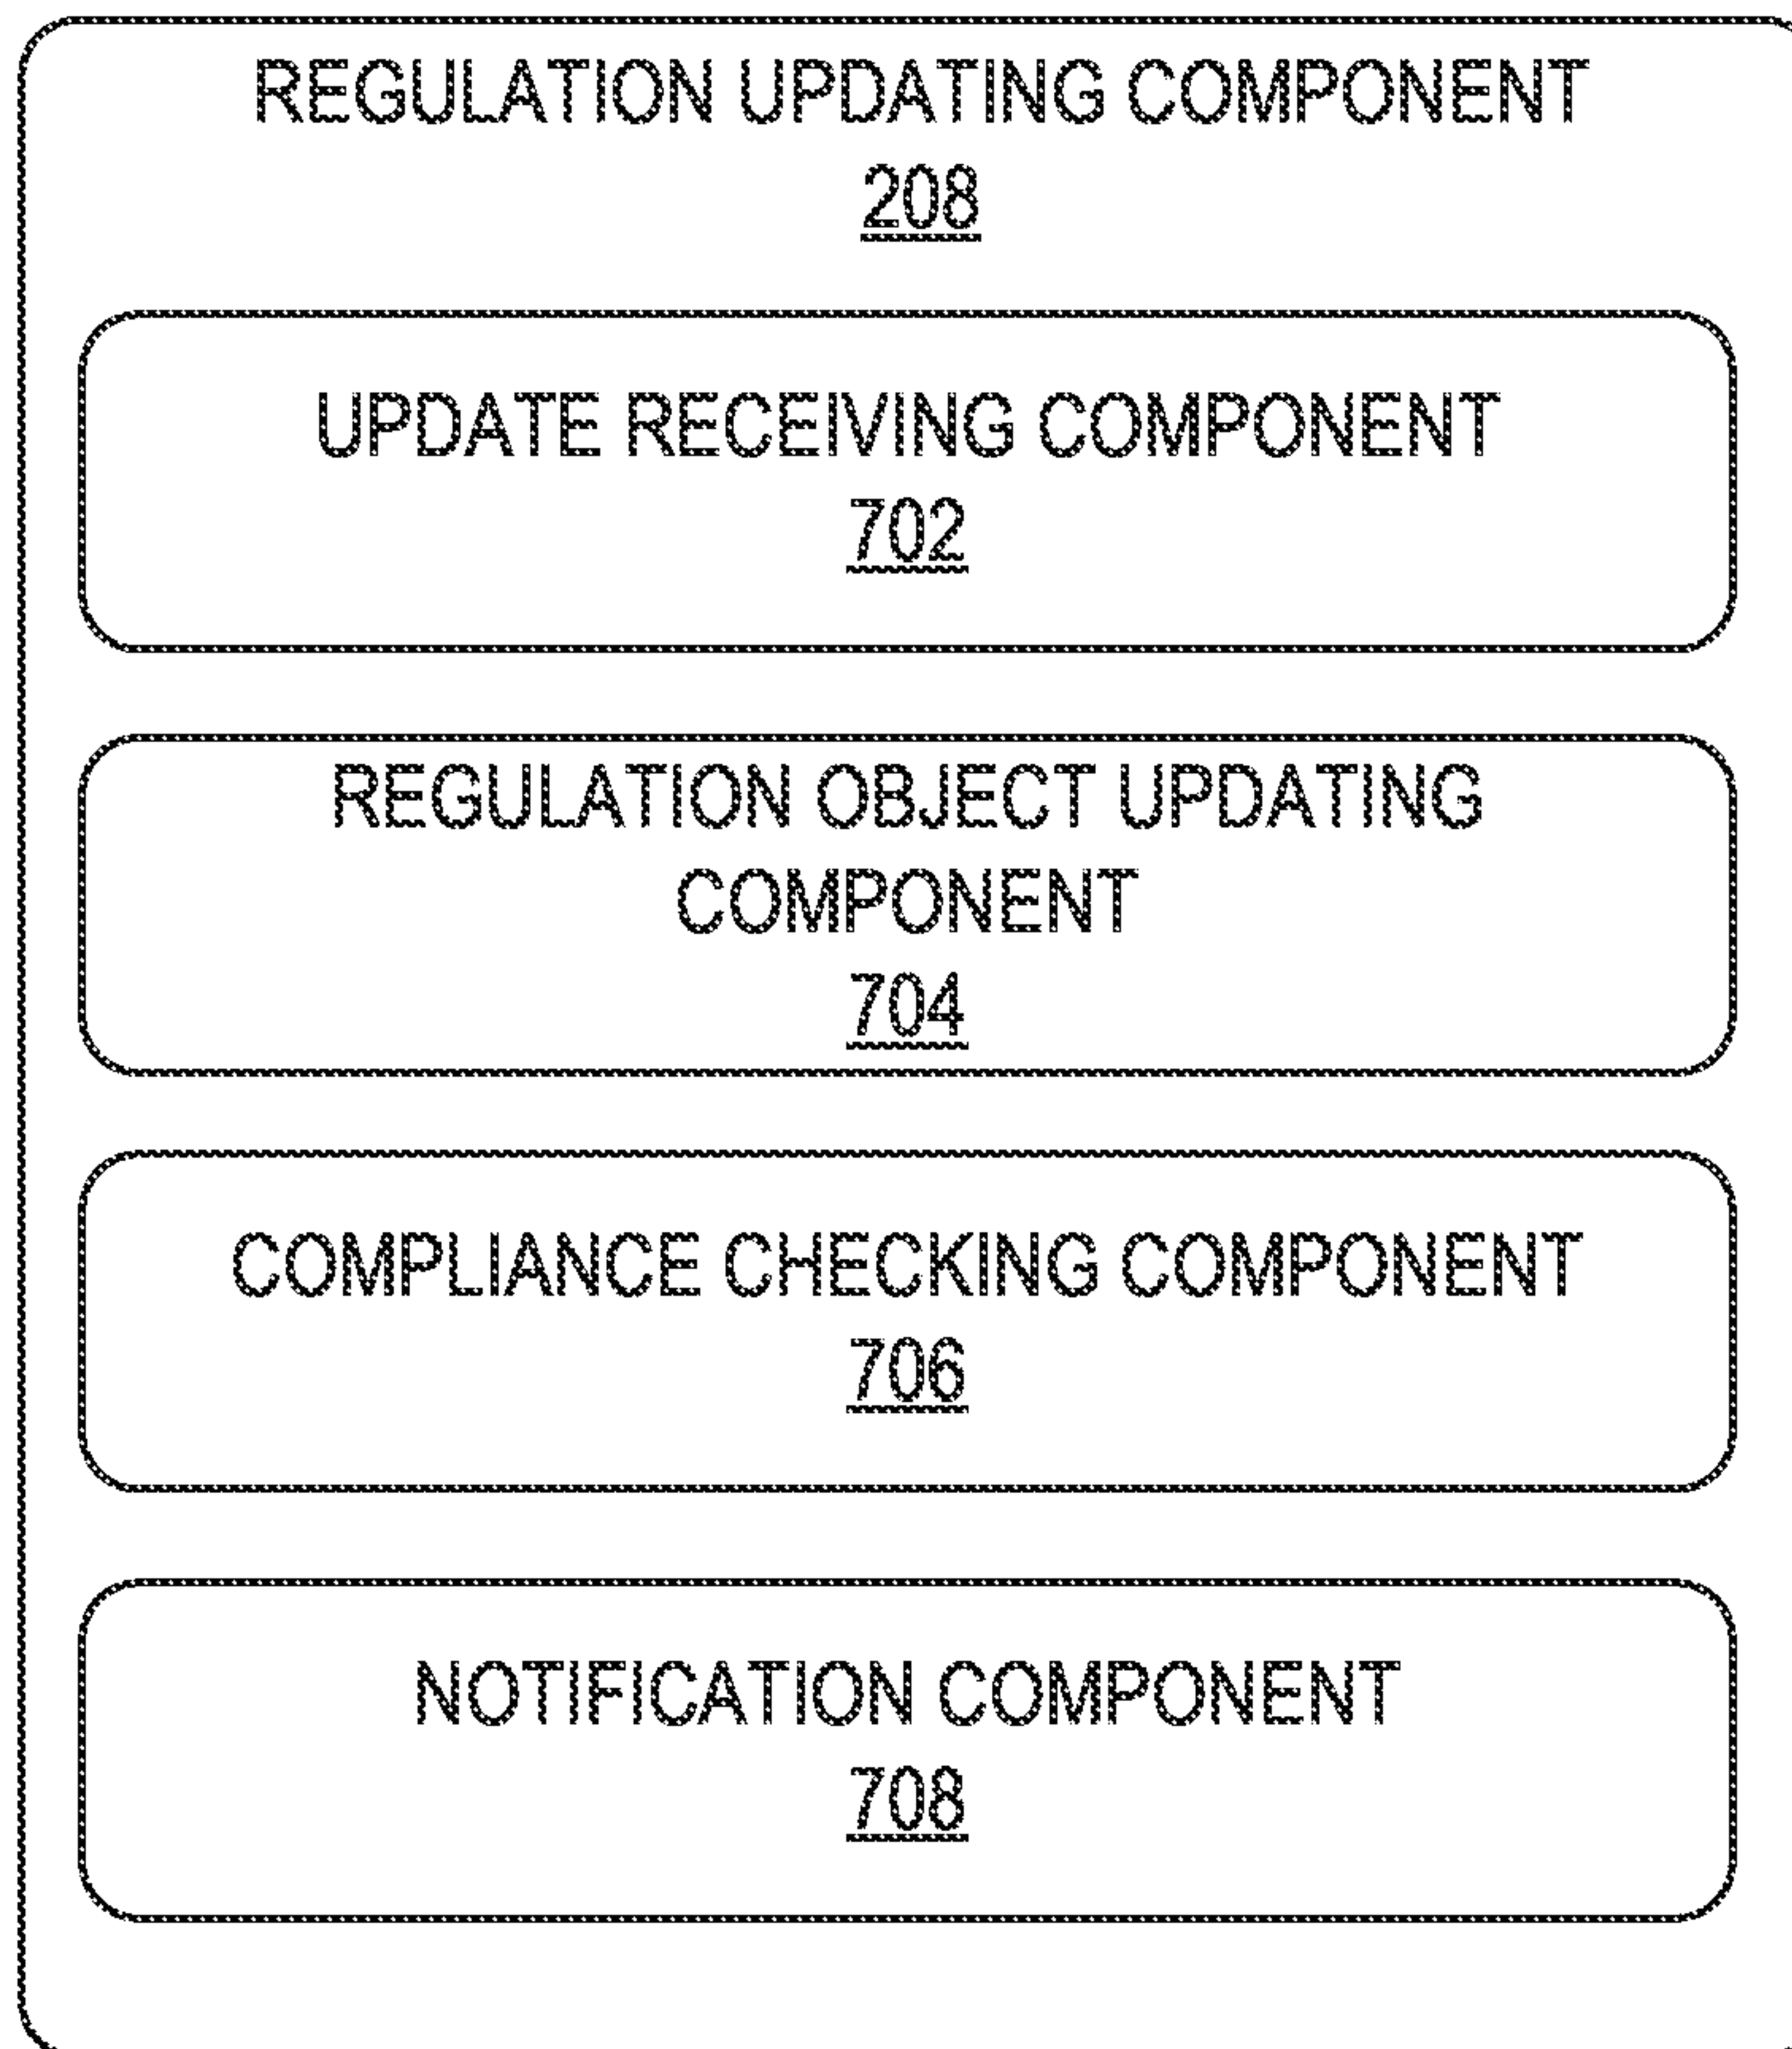 REGULATION UPDATING COMPONENT
208
UPDATE RECEIVING COMPONENT
702
REGULATION OBJECT UPDATING
COMPONENT
704
COMPLIANCE CHECKING COMPONENT
706
NOTIFICATION COMPONENT
708